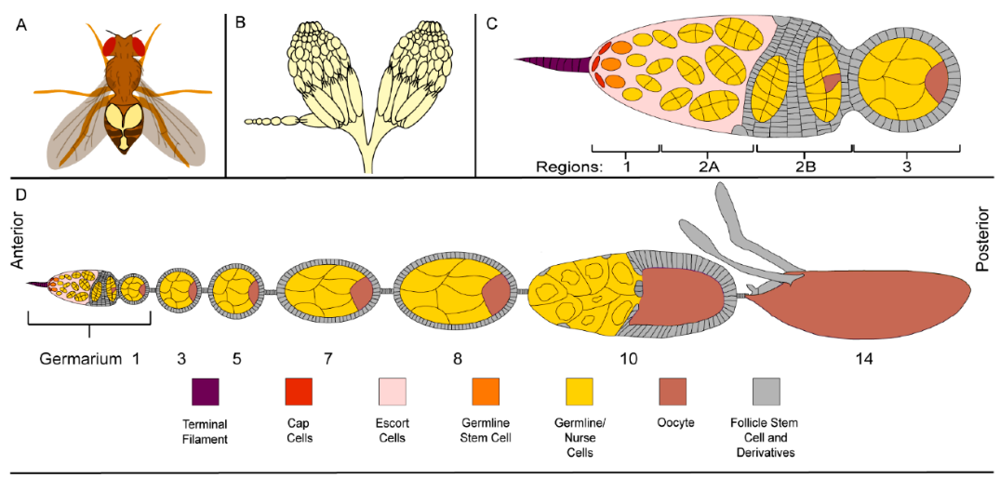 A
B
C
Regions: 1 2A 2B 3
D
Anterior
Posterior
Germarium 1 3 5 7 8 10 14
Terminal
Filament
Cap
Cells
Escort
Cells
Germline
Stem Cell
Germline/
Nurse
Cells
Oocyte
Follicle Stem
Cell and
Derivatives